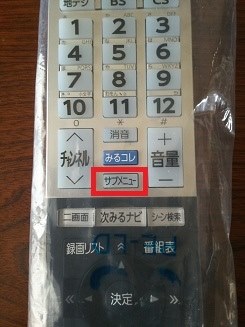 地デジ BS CS
1 2 3
4 5 6
7 8 9
10 11 12
0 * #
消音
チャンネル みるコレ 音量
+
サブメニュー
−
二画面 次みるナビ シーン検索
録画リスト 番組表
決定